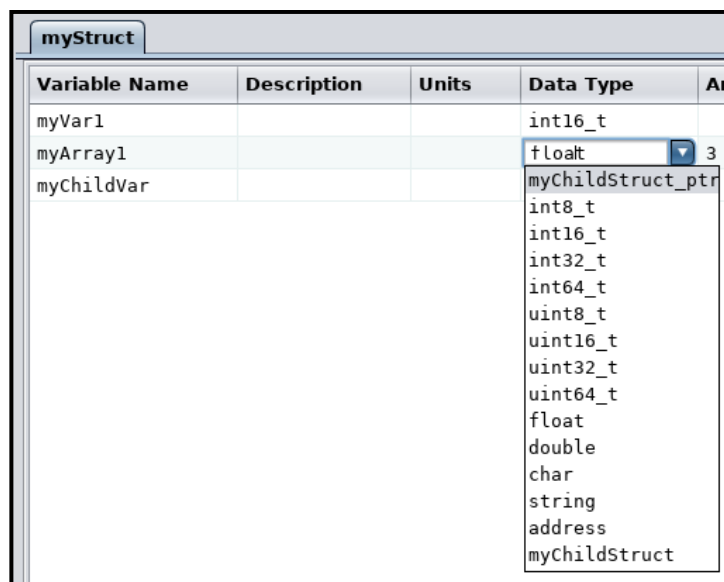 myStruct
Variable Name Description Units Data Type
myVar1 int16_t
myArray1 float 3
myChildVar
myChildStruct_ptr
int8_t
int16_t
int32_t
int64_t
uint8_t
uint16_t
uint32_t
uint64_t
float
double
char
string
address
myChildStruct